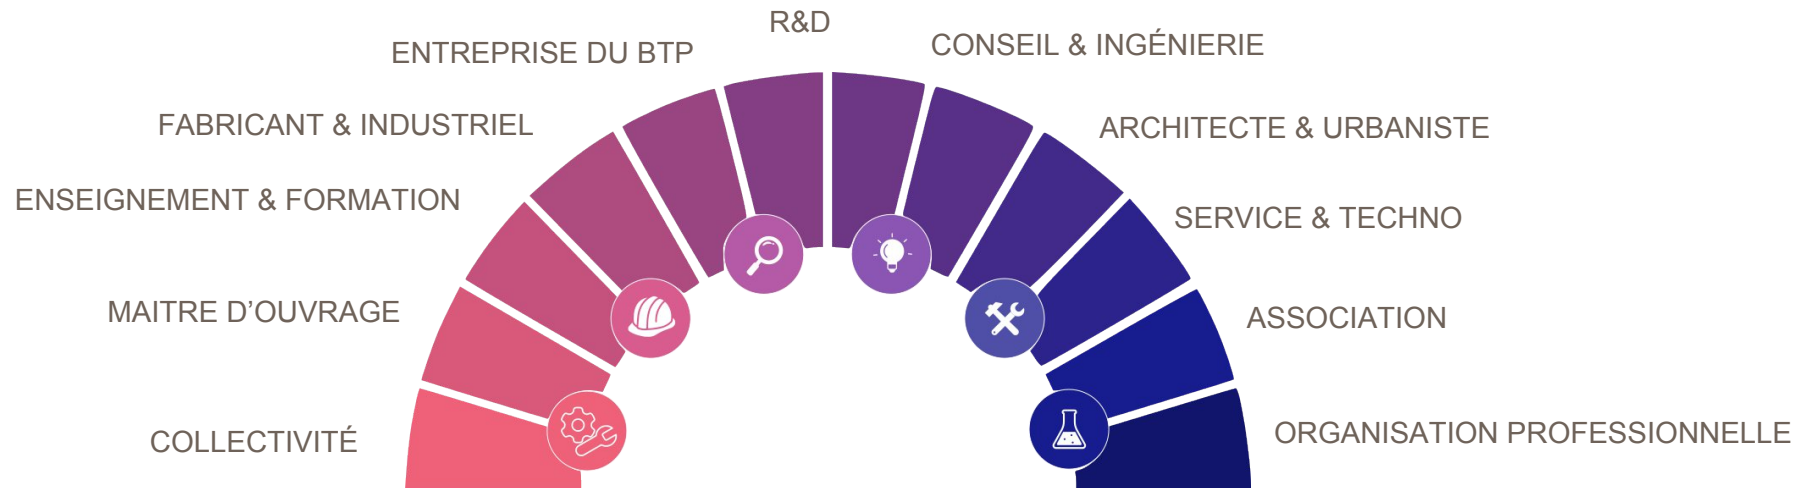 R&D
ENTREPRISE DU BTP
CONSEIL & INGÉNIERIE
FABRICANT & INDUSTRIEL
ARCHITECTE & URBANISTE
ENSEIGNEMENT & FORMATION
SERVICE & TECHNO
MAITRE D’OUVRAGE
ASSOCIATION
COLLECTIVITÉ
ORGANISATION PROFESSIONNELLE